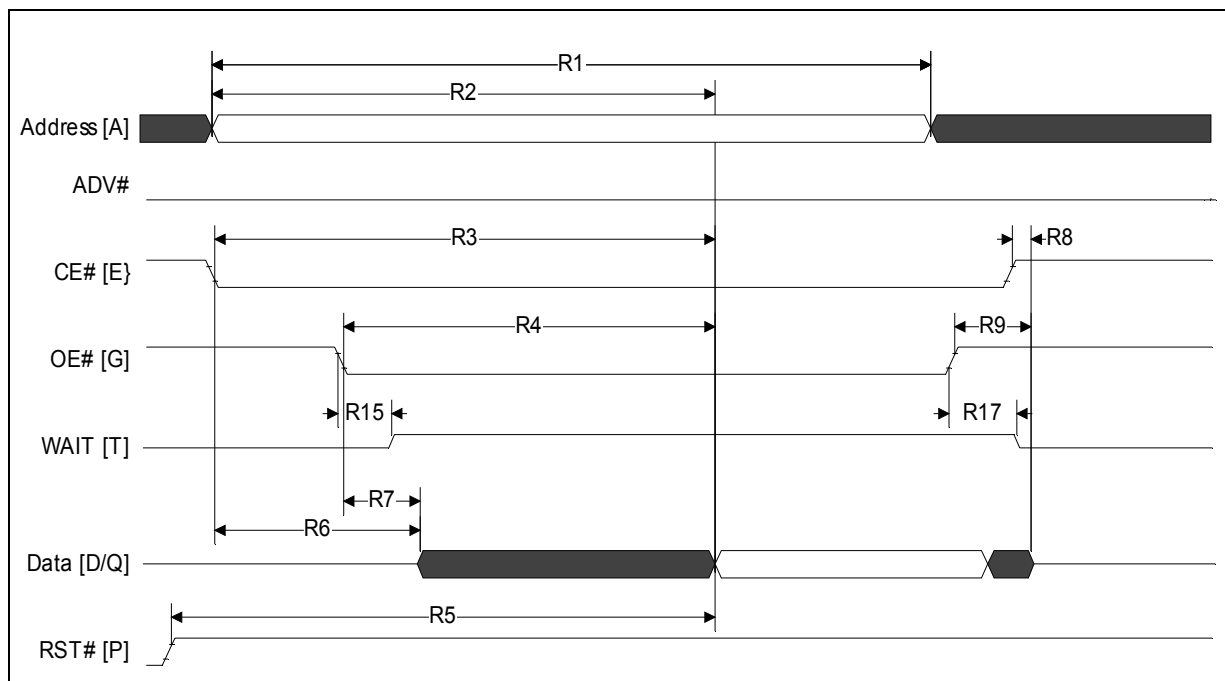 R1
R2
Address [A]
ADV#
R3
R8
CE# [E}
R4
R9
OE# [G]
R15
R17
WAIT [T]
R7
R6
Data [D/Q]
R5
RST# [P]